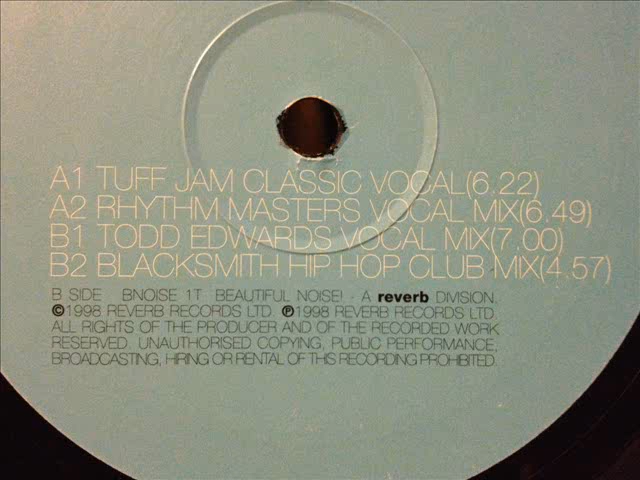 A1 TUFF JAM CLASSIC VOCAL(6.22)
A2 RHYTHM MASTERS VOCAL MIX(6.49)
B1 TODD EDWARDS VOCAL MIX(7.00)
B2 BLACKSMITH HIP HOP CLUB MIX(4.57)
B SIDE BNOISE 1T BEAUTIFUL NOISE! - A reverb DIVISION.
©1998 REVERB RECORDS LTD. ℗1998 REVERB RECORDS LTD.
ALL RIGHTS OF THE PRODUCER AND OF THE RECORDED WORK
RESERVED. UNAUTHORISED COPYING, PUBLIC PERFORMANCE,
BROADCASTING, HIRING OR RENTAL OF THIS RECORDING PROHIBITED.